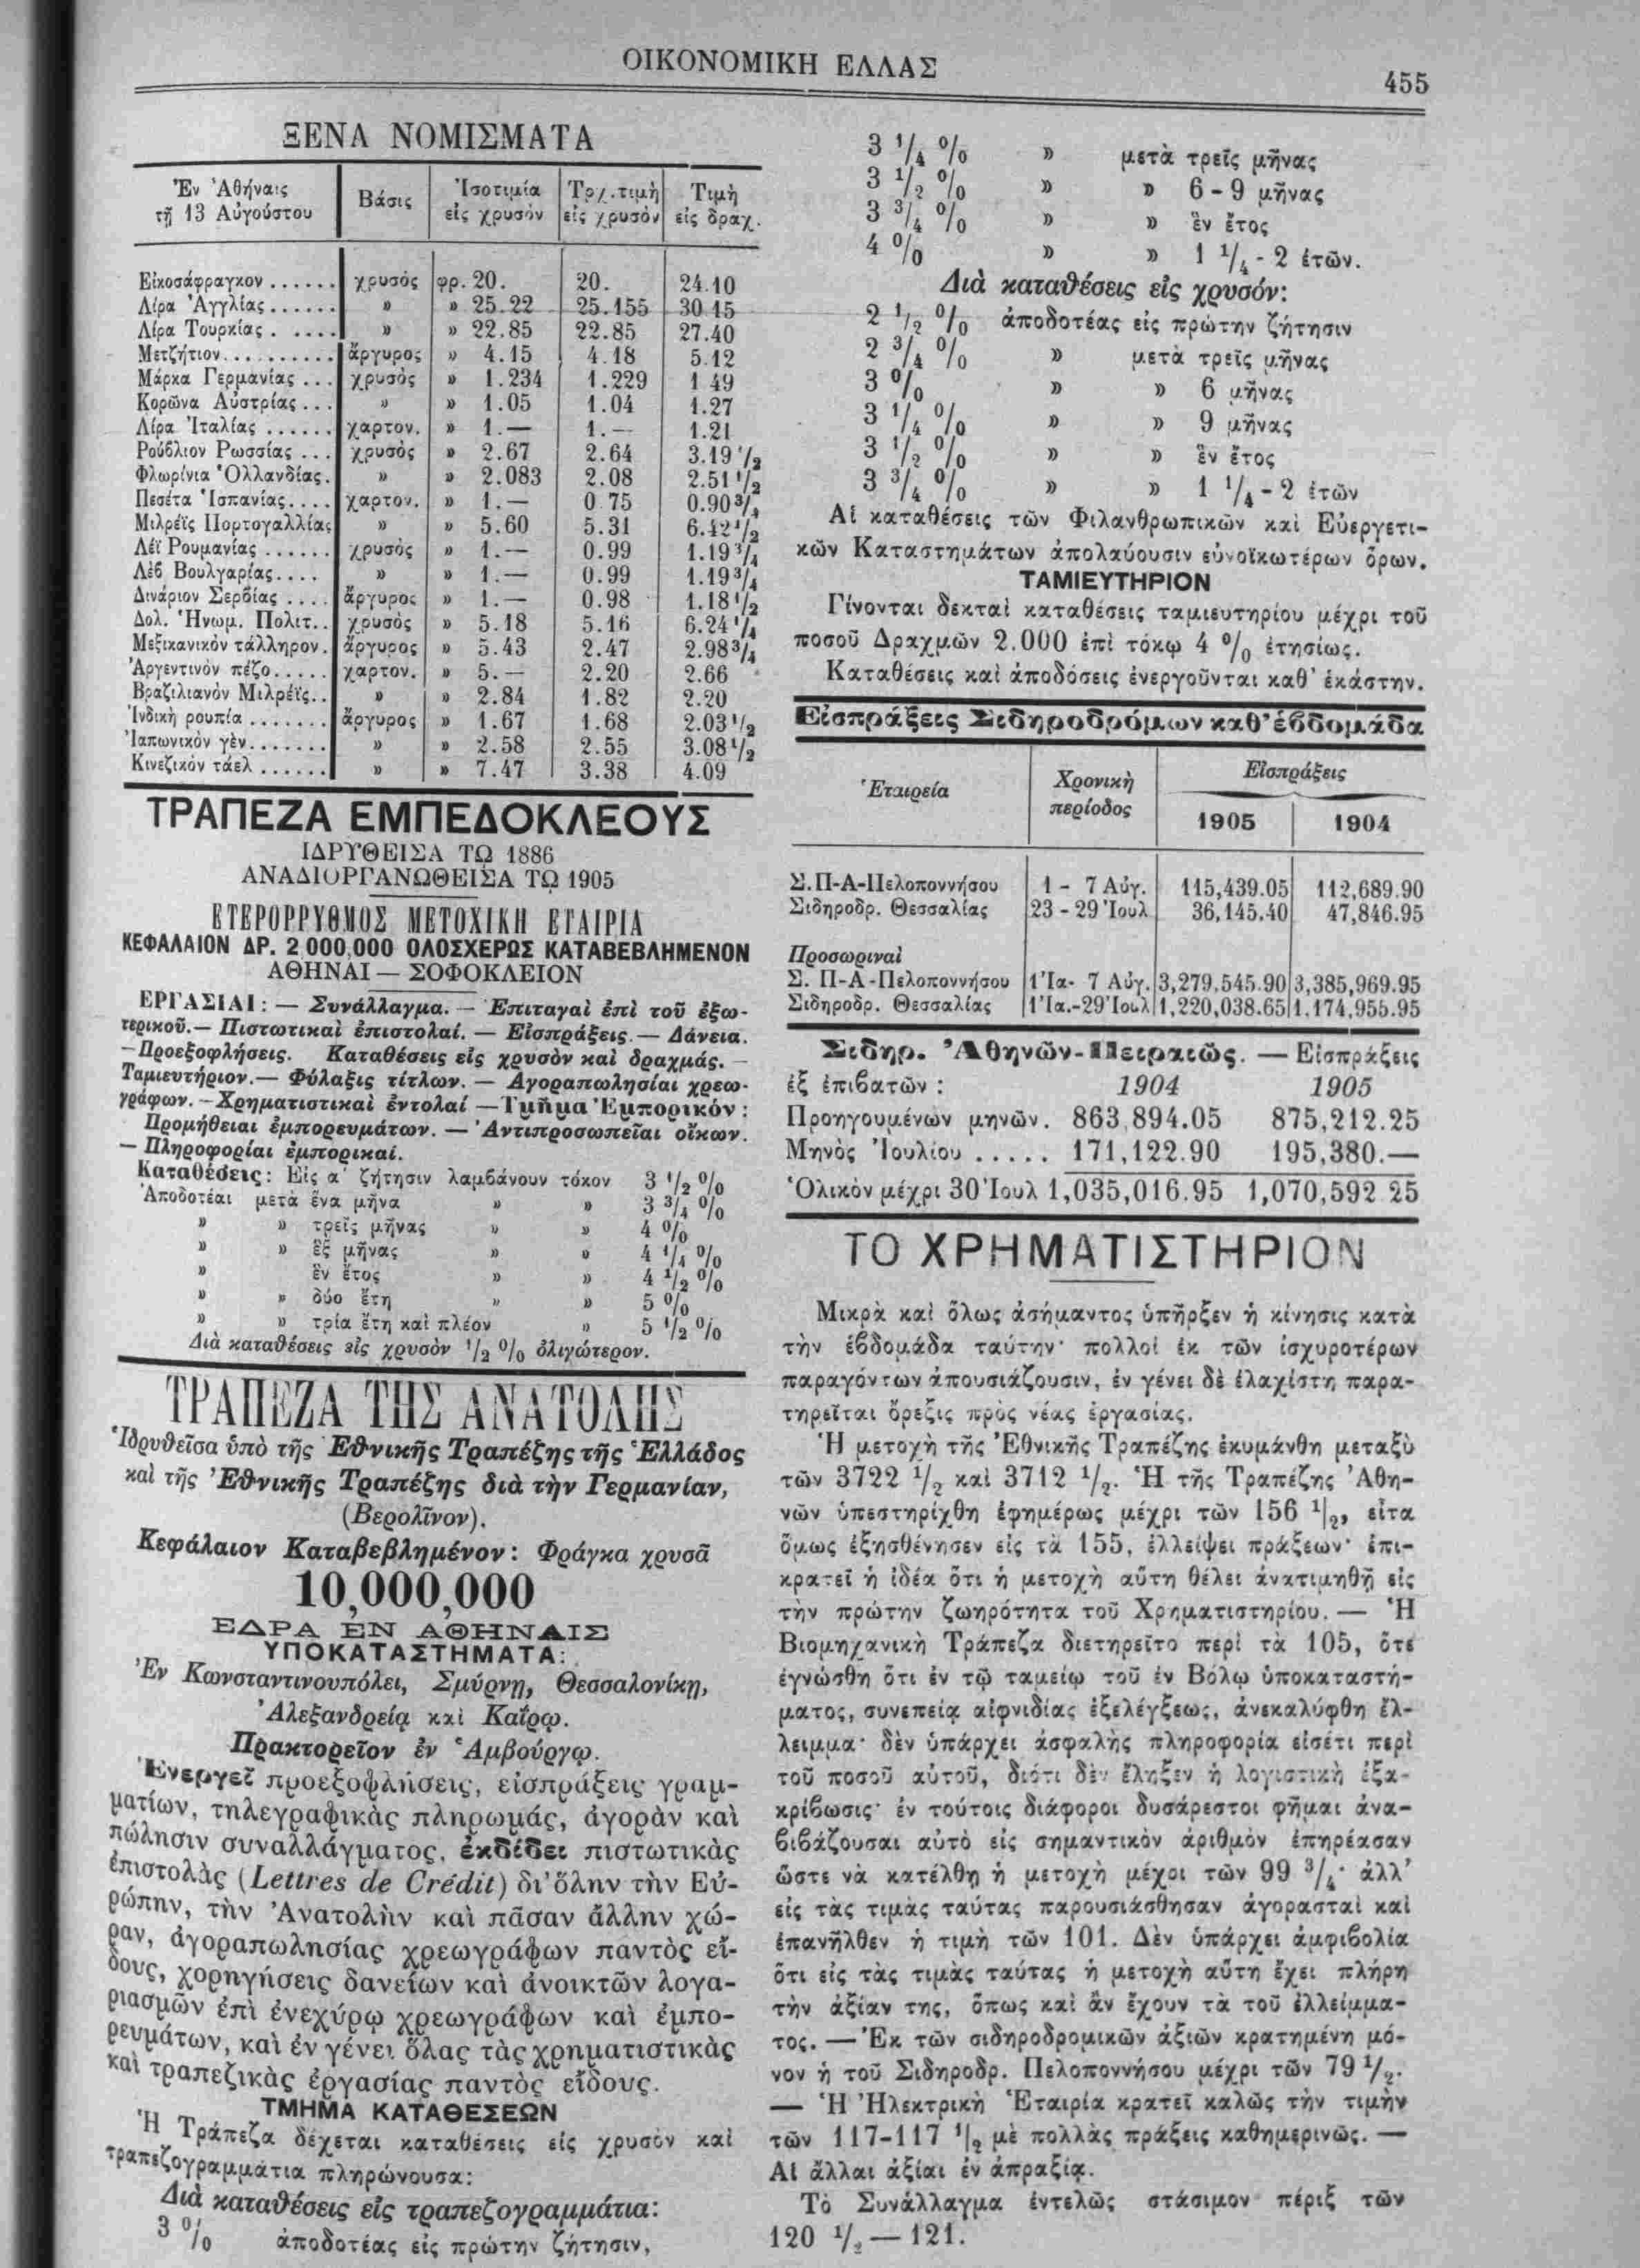 ΟΙΚΟΝΟΜΙΚΗ ΕΛΛΑΣ
455
ΞΕΝΑ ΝΟΜΙΣΜΑΤΑ
Ἐν Ἀθήναις τῇ 13 Αὐγούστου | Βάσις | Ἰσοτιμία εἰς χρυσόν | Τρχ. τιμὴ εἰς χρυσόν | Τιμὴ εἰς δραχ.
Εἰκοσάφραγκον ...... χρυσὸς φρ. 20. 20. 24.10
Λίρα Ἀγγλίας ...... » » 25.22 25.155 30 15
Λίρα Τουρκίας . .... » » 22.85 22.85 27.40
Μετζήτιον .......... ἄργυρος » 4.15 4.18 5.12
Μάρκα Γερμανίας ... χρυσὸς » 1.234 1.229 1 49
Κορῶνα Αὐστρίας ... » » 1.05 1.04 1.27
Λίρα Ἰταλίας ...... χαρτον. » 1.— 1.— 1.21
Ρούβλιον Ρωσσίας ... χρυσὸς » 2.67 2.64 3.19 1/2
Φλωρίνια Ὁλλανδίας. » » 2.083 2.08 2.51 1/2
Πεσέτα Ἱσπανίας.... χαρτον. » 1.— 0 75 0.90 3/4
Μιλρέϊς Πορτογαλλίας » » 5.60 5.31 6.42 1/2
Λέϊ Ρουμανίας ...... χρυσὸς » 1.— 0.99 1.19 3/4
Λὲβ Βουλγαρίας.... » » 1.— 0.99 1.19 3/4
Δινάριον Σερβίας .... ἄργυρος » 1.— 0.98 1.18 1/2
Δολ. Ἡνωμ. Πολιτ.. χρυσὸς » 5.18 5.16 6.24 1/4
Μεξικανικὸν τάλληρον. ἄργυρος » 5.43 2.47 2.98 3/4
Ἀργεντινὸν πέζο..... χαρτον. » 5.— 2.20 2.66
Βραζιλιανὸν Μιλρέϊς.. » » 2.84 1.82 2.20
Ἰνδικὴ ρουπία ....... ἄργυρος » 1.67 1.68 2.03 1/2
Ἰαπωνικὸν γὲν....... » » 2.58 2.55 3.08 1/2
Κινεζικὸν τάελ ...... » » 7.47 3.38 4.09
ΤΡΑΠΕΖΑ ΕΜΠΕΔΟΚΛΕΟΥΣ
ΙΔΡΥΘΕΙΣΑ ΤΩ 1886
ΑΝΑΔΙΟΡΓΑΝΩΘΕΙΣΑ ΤΩ 1905
ΕΤΕΡΟΡΡΥΘΜΟΣ ΜΕΤΟΧΙΚΗ ΕΤΑΙΡΙΑ
ΚΕΦΑΛΑΙΟΝ ΔΡ. 2 000,000 ΟΛΟΣΧΕΡΩΣ ΚΑΤΑΒΕΒΛΗΜΕΝΟΝ
ΑΘΗΝΑΙ — ΣΟΦΟΚΛΕΙΟΝ
ΕΡΓΑΣΙΑΙ: — Συνάλλαγμα. — Ἐπιταγαὶ ἐπὶ τοῦ ἐξω-
τερικοῦ.— Πιστωτικαὶ ἐπιστολαί. — Εἰσπράξεις.— Δάνεια.
—Προεξοφλήσεις. Καταθέσεις εἰς χρυσὸν καὶ δραχμάς. —
Ταμιευτήριον.— Φύλαξις τίτλων. — Ἀγοραπωλησίαι χρεω-
γράφων.—Χρηματιστικαὶ ἐντολαί —Τμῆμα Ἐμπορικόν:
Προμήθειαι ἐμπορευμάτων. — Ἀντιπροσωπεῖαι οἴκων.
— Πληροφορίαι ἐμπορικαί.
Καταθέσεις: Εἰς α' ζήτησιν λαμβάνουν τόκον 3 1/2 %
Ἀποδοτέαι μετὰ ἕνα μῆνα » » 3 3/4 %
» » τρεῖς μῆνας » » 4 %
» » ἓξ μῆνας » » 4 1/4 %
» ἓν ἔτος » » 4 1/2 %
» » δύο ἔτη » » 5 %
» » τρία ἔτη καὶ πλέον » 5 1/2 %
Διὰ καταθέσεις εἰς χρυσὸν 1/2 % ὀλιγώτερον.
ΤΡΑΠΕΖΑ ΤΗΣ ΑΝΑΤΟΛΗΣ
Ἱδρυθεῖσα ὑπὸ τῆς Ἐθνικῆς Τραπέζης τῆς Ἑλλάδος
καὶ τῆς Ἐθνικῆς Τραπέζης διὰ τὴν Γερμανίαν,
(Βερολῖνον).
Κεφάλαιον Καταβεβλημένον: Φράγκα χρυσᾶ
10,000,000
ΕΔΡΑ ΕΝ ΑΘΗΝΑΙΣ
ΥΠΟΚΑΤΑΣΤΗΜΑΤΑ:
Ἐν Κωνσταντινουπόλει, Σμύρνῃ, Θεσσαλονίκῃ,
Ἀλεξανδρείᾳ καὶ Καΐρῳ.
Πρακτορεῖον ἐν Ἁμβούργῳ.
Ἐνεργεῖ προεξοφλήσεις, εἰσπράξεις γραμ-
ματίων, τηλεγραφικὰς πληρωμάς, ἀγορὰν καὶ
πώλησιν συναλλάγματος, ἐκδίδει πιστωτικὰς
ἐπιστολὰς (Lettres de Crédit) δι' ὅλην τὴν Εὐ-
ρώπην, τὴν Ἀνατολὴν καὶ πᾶσαν ἄλλην χώ-
ραν, ἀγοραπωλησίας χρεωγράφων παντὸς εἴ-
δους, χορηγήσεις δανείων καὶ ἀνοικτῶν λογα-
ριασμῶν ἐπὶ ἐνεχύρῳ χρεωγράφων καὶ ἐμπο-
ρευμάτων, καὶ ἐν γένει ὅλας τὰς χρηματιστικὰς
καὶ τραπεζικὰς ἐργασίας παντὸς εἴδους.
ΤΜΗΜΑ ΚΑΤΑΘΕΣΕΩΝ
Ἡ Τράπεζα δέχεται καταθέσεις εἰς χρυσὸν καὶ
τραπεζογραμμάτια πληρώνουσα:
Διὰ καταθέσεις εἰς τραπεζογραμμάτια:
3 % ἀποδοτέας εἰς πρώτην ζήτησιν,
3 1/4 % » μετὰ τρεῖς μῆνας
3 1/2 % » » 6 - 9 μῆνας
3 3/4 % » » ἓν ἔτος
4 % » » 1 1/4 - 2 ἐτῶν.
Διὰ καταθέσεις εἰς χρυσόν:
2 1/2 % ἀποδοτέας εἰς πρώτην ζήτησιν
2 3/4 % » μετὰ τρεῖς μῆνας
3 % » » 6 μῆνας
3 1/4 % » » 9 μῆνας
3 1/2 % » » ἓν ἔτος
3 3/4 % » » 1 1/4 - 2 ἐτῶν
Αἱ καταθέσεις τῶν Φιλανθρωπικῶν καὶ Εὐεργετι-
κῶν Καταστημάτων ἀπολαύουσιν εὐνοϊκωτέρων ὅρων.
ΤΑΜΙΕΥΤΗΡΙΟΝ
Γίνονται δεκταὶ καταθέσεις ταμιευτηρίου μέχρι τοῦ
ποσοῦ Δραχμῶν 2.000 ἐπὶ τόκῳ 4 % ἐτησίως.
Καταθέσεις καὶ ἀποδόσεις ἐνεργοῦνται καθ' ἑκάστην.
Εἰσπράξεις Σιδηροδρόμων καθ' ἑβδομάδα
Ἑταιρεία | Χρονικὴ περίοδος | Εἰσπράξεις
1905 | 1904
Σ.Π-Α-Πελοποννήσου 1 - 7 Αὐγ. 115,439.05 112,689.90
Σιδηροδρ. Θεσσαλίας 23 - 29 Ἰουλ 36,145.40 47,846.95
Προσωριναὶ
Σ. Π-Α-Πελοποννήσου 1 Ἰα- 7 Αὐγ. 3,279,545.90 3,385,969.95
Σιδηροδρ. Θεσσαλίας 1 Ἰα.-29 Ἰουλ 1,220,038.65 1,174,955.95
Σιδηρ. Ἀθηνῶν-Πειραιῶς. — Εἰσπράξεις
ἐξ ἐπιβατῶν: 1904 1905
Προηγουμένων μηνῶν. 863,894.05 875,212.25
Μηνὸς Ἰουλίου ..... 171,122.90 195,380.—
Ὁλικὸν μέχρι 30 Ἰουλ 1,035,016.95 1,070,592 25
ΤΟ ΧΡΗΜΑΤΙΣΤΗΡΙΟΝ
Μικρὰ καὶ ὅλως ἀσήμαντος ὑπῆρξεν ἡ κίνησις κατὰ
τὴν ἑβδομάδα ταύτην· πολλοὶ ἐκ τῶν ἰσχυροτέρων
παραγόντων ἀπουσιάζουσιν, ἐν γένει δὲ ἐλαχίστη παρα-
τηρεῖται ὄρεξις πρὸς νέας ἐργασίας.
Ἡ μετοχὴ τῆς Ἐθνικῆς Τραπέζης ἐκυμάνθη μεταξὺ
τῶν 3722 1/2 καὶ 3712 1/2. Ἡ τῆς Τραπέζης Ἀθη-
νῶν ὑπεστηρίχθη ἐφημέρως μέχρι τῶν 156 1/2, εἶτα
ὅμως ἐξησθένησεν εἰς τὰ 155, ἐλλείψει πράξεων· ἐπι-
κρατεῖ ἡ ἰδέα ὅτι ἡ μετοχὴ αὕτη θέλει ἀνατιμηθῇ εἰς
τὴν πρώτην ζωηρότητα τοῦ Χρηματιστηρίου. — Ἡ
Βιομηχανικὴ Τράπεζα διετηρεῖτο περὶ τὰ 105, ὅτε
ἐγνώσθη ὅτι ἐν τῷ ταμείῳ τοῦ ἐν Βόλῳ ὑποκαταστή-
ματος, συνεπείᾳ αἰφνιδίας ἐξελέγξεως, ἀνεκαλύφθη ἔλ-
λειμμα· δὲν ὑπάρχει ἀσφαλὴς πληροφορία εἰσέτι περὶ
τοῦ ποσοῦ αὐτοῦ, διότι δὲν ἔληξεν ἡ λογιστικὴ ἐξα-
κρίβωσις· ἐν τούτοις διάφοροι δυσάρεστοι φῆμαι ἀνα-
βιβάζουσαι αὐτὸ εἰς σημαντικὸν ἀριθμὸν ἐπηρέασαν
ὥστε νὰ κατέλθῃ ἡ μετοχὴ μέχρι τῶν 99 3/4· ἀλλ'
εἰς τὰς τιμὰς ταύτας παρουσιάσθησαν ἀγορασταὶ καὶ
ἐπανῆλθεν ἡ τιμὴ τῶν 101. Δὲν ὑπάρχει ἀμφιβολία
ὅτι εἰς τὰς τιμὰς ταύτας ἡ μετοχὴ αὕτη ἔχει πλήρη
τὴν ἀξίαν της, ὅπως καὶ ἂν ἔχουν τὰ τοῦ ἐλλείμμα-
τος. — Ἐκ τῶν σιδηροδρομικῶν ἀξιῶν κρατημένη μό-
νον ἡ τοῦ Σιδηροδρ. Πελοποννήσου μέχρι τῶν 79 1/2.
— Ἡ Ἠλεκτρικὴ Ἑταιρία κρατεῖ καλῶς τὴν τιμὴν
τῶν 117-117 1/2 μὲ πολλὰς πράξεις καθημερινῶς. —
Αἱ ἄλλαι ἀξίαι ἐν ἀπραξίᾳ.
Τὸ Συνάλλαγμα ἐντελῶς στάσιμον πέριξ τῶν
120 1/2 — 121.